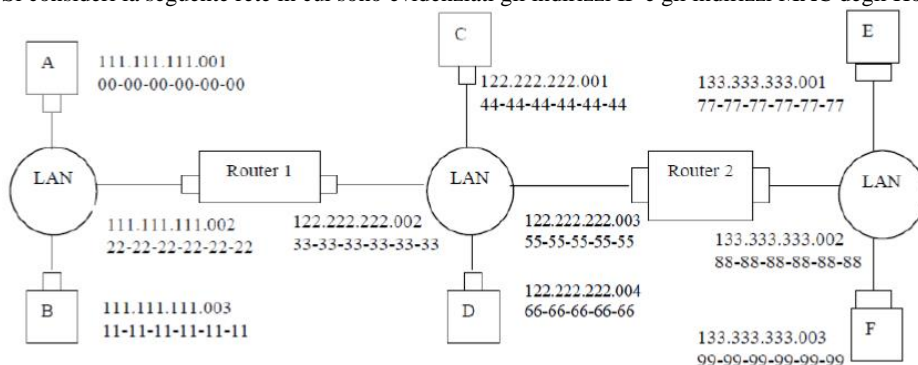 Si consideri la seguente rete in cui sono evidenziati gli indirizzi IP e gli indirizzi MAC degli
A
111.111.111.001
00-00-00-00-00-00
C
122.222.222.001
44-44-44-44-44-44
E
133.333.333.001
77-77-77-77-77-77
LAN
Router 1
LAN
Router 2
LAN
111.111.111.002
22-22-22-22-22-22
122.222.222.002
33-33-33-33-33-33
122.222.222.003
55-55-55-55-55
133.333.333.002
88-88-88-88-88-88
B
111.111.111.003
11-11-11-11-11-11
D
122.222.222.004
66-66-66-66-66
F
133.333.333.003
99-99-99-99-99-99